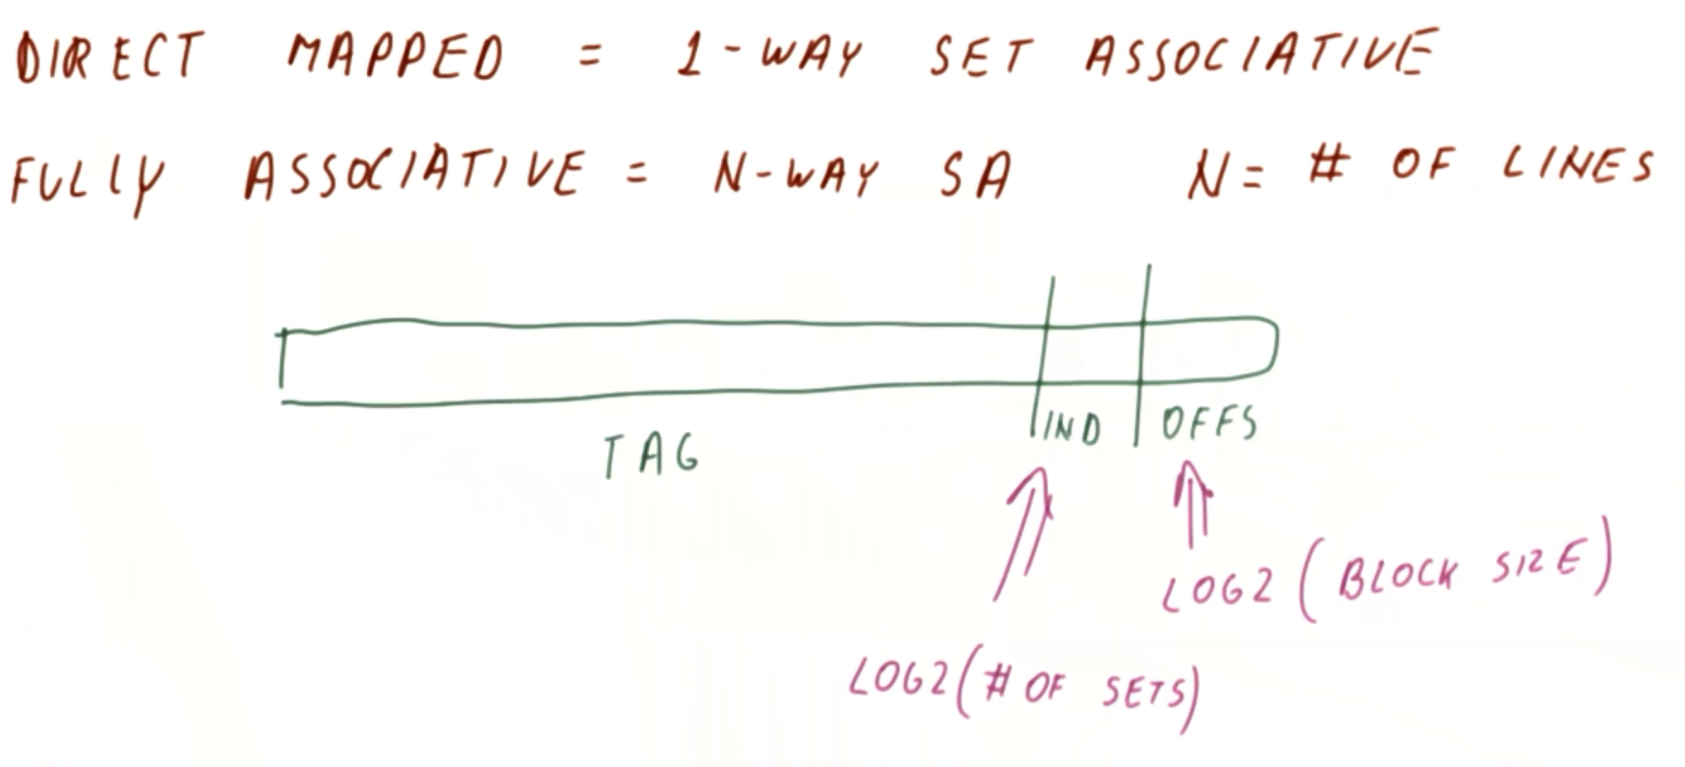 DIRECT MAPPED = 1-WAY SET ASSOCIATIVE
FULLY ASSOCIATIVE = N-WAY SA N= # OF LINES
TAG IND OFFS
LOG2 (BLOCK SIZE)
LOG2(# OF SETS)